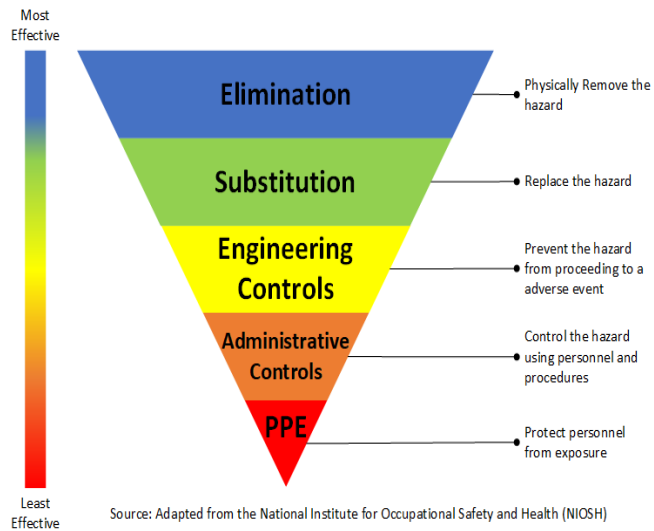 Most
Effective
Elimination
Physically Remove the
hazard
Substitution
Replace the hazard
Engineering
Controls
Prevent the hazard
from proceeding to a
adverse event
Administrative
Controls
Control the hazard
using personnel and
procedures
PPE
Protect personnel
from exposure
Least
Effective
Source: Adapted from the National Institute for Occupational Safety and Health (NIOSH)